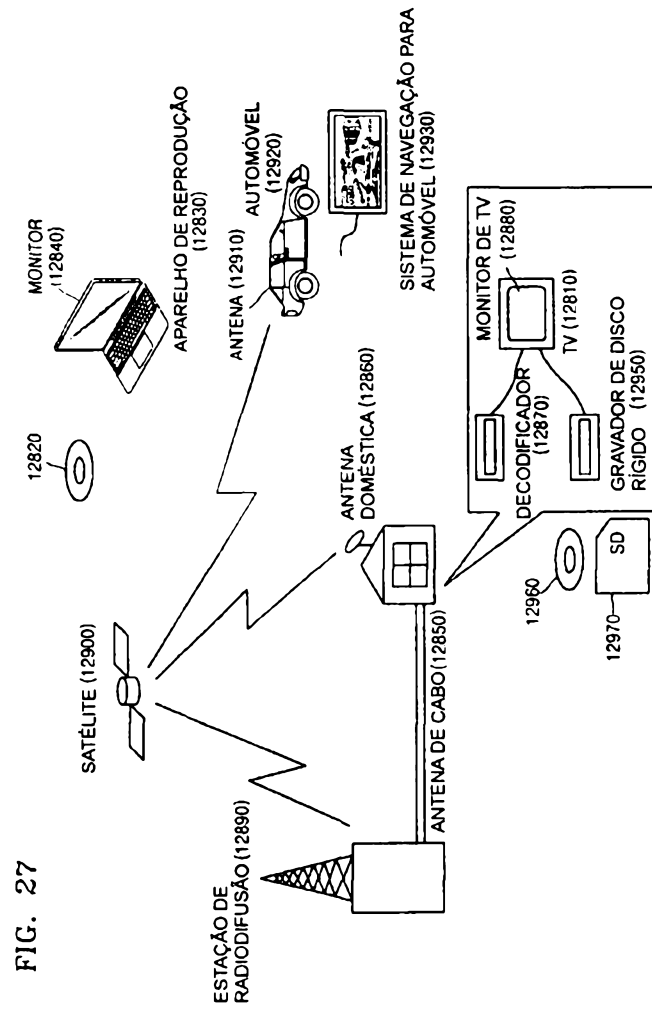 FIG. 27
SATÉLITE (12900)
12820
MONITOR
(12840)
APARELHO DE REPRODUÇÃO
(12830)
ESTAÇÃO DE
RADIODIFUSÃO (12890)
ANTENA
DOMÉSTICA (12860)
ANTENA (12910)
AUTOMÓVEL
(12920)
SISTEMA DE NAVEGAÇÃO PARA
AUTOMÓVEL (12930)
ANTENA DE CABO (12850)
12960
SD
12970
DECODIFICADOR
(12870)
MONITOR DE TV
(12880)
TV (12810)
GRAVADOR DE DISCO
RÍGIDO (12950)